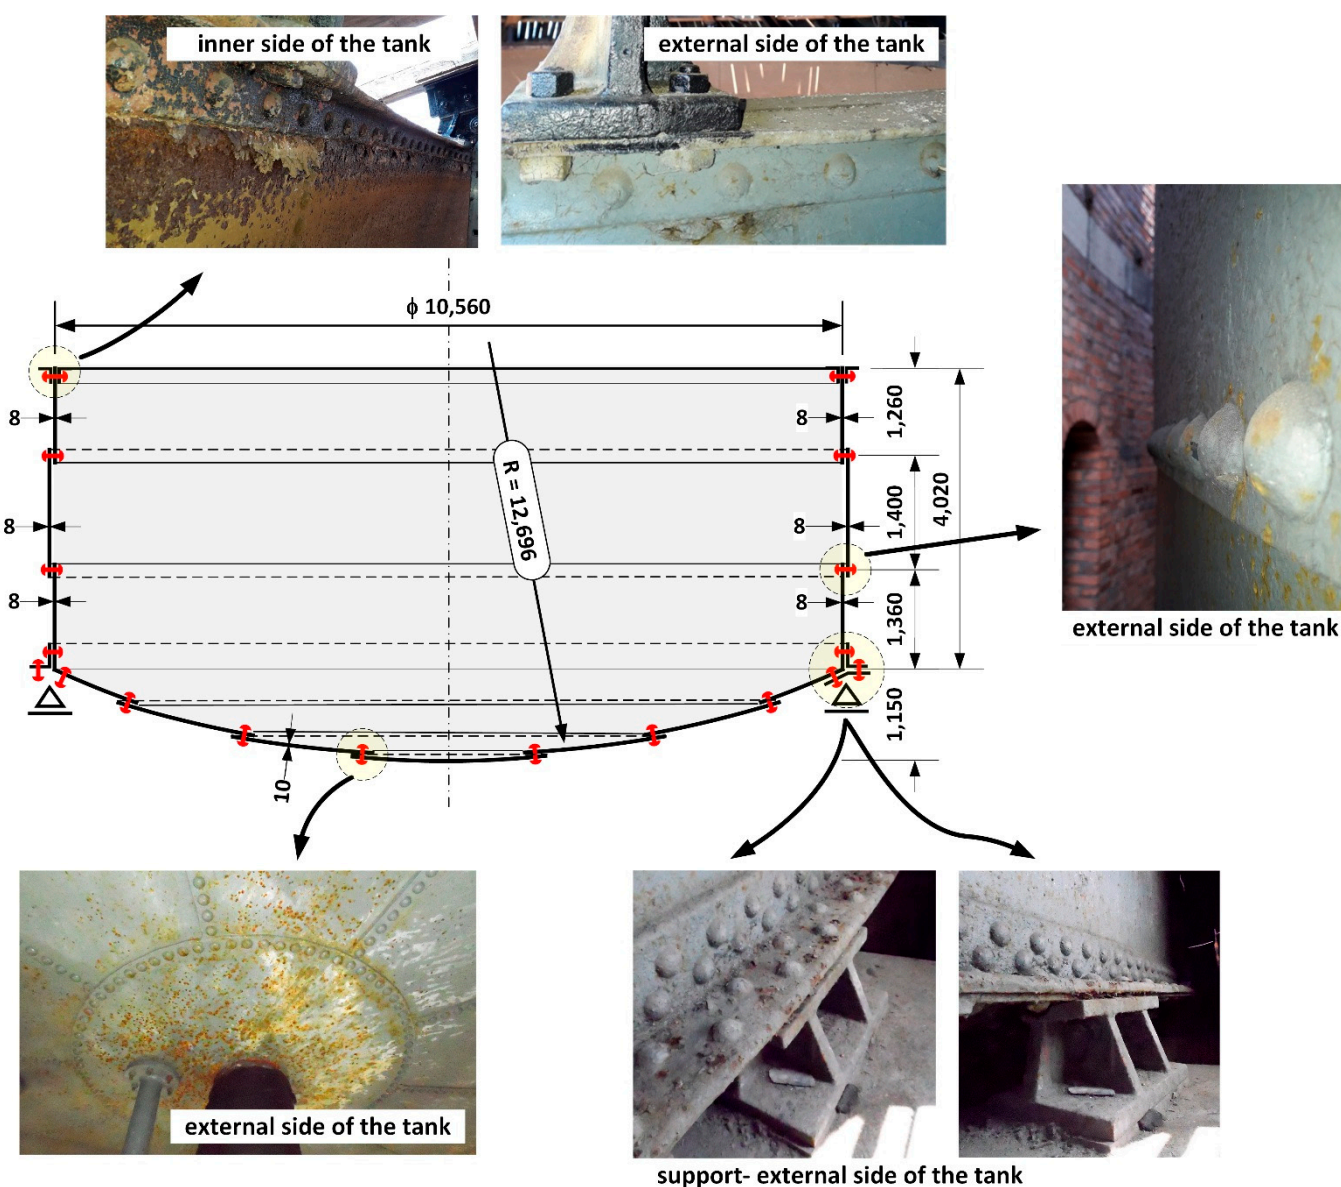 inner side of the tank
external side of the tank
ϕ 10,560
8
8
1,260
R = 12,696
8
8
1,400
4,020
8
8
1,360
external side of the tank
1,150
10
external side of the tank
support- external side of the tank